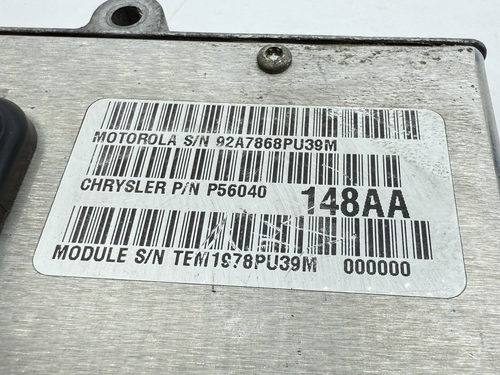 MOTOROLA S/N 92A7868PU39M
CHRYSLER P/N P56040 148AA
MODULE S/N TEM1978PU39M 000000